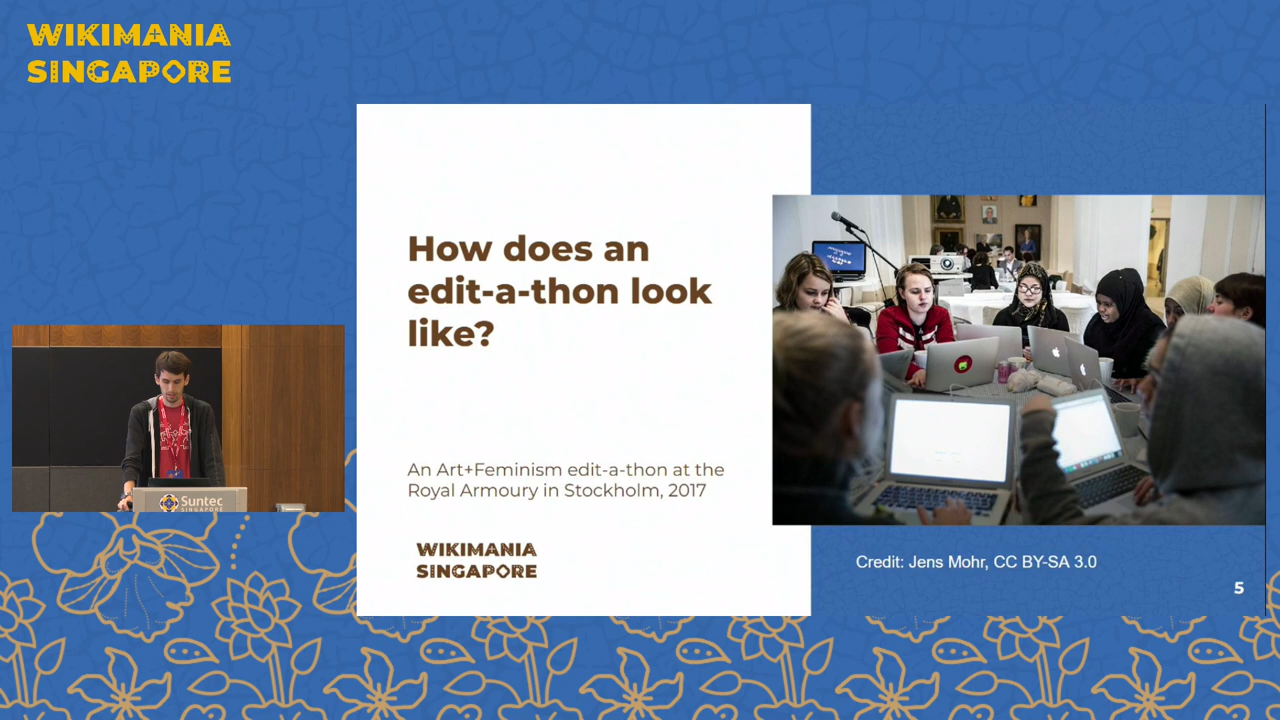 WIKIMANIA
SINGAPORE
How does an
edit-a-thon look
like?
An Art+Feminism edit-a-thon at the
Royal Armoury in Stockholm, 2017
WIKIMANIA
SINGAPORE
Credit: Jens Mohr, CC BY-SA 3.0
5
Suntec
SINGAPORE